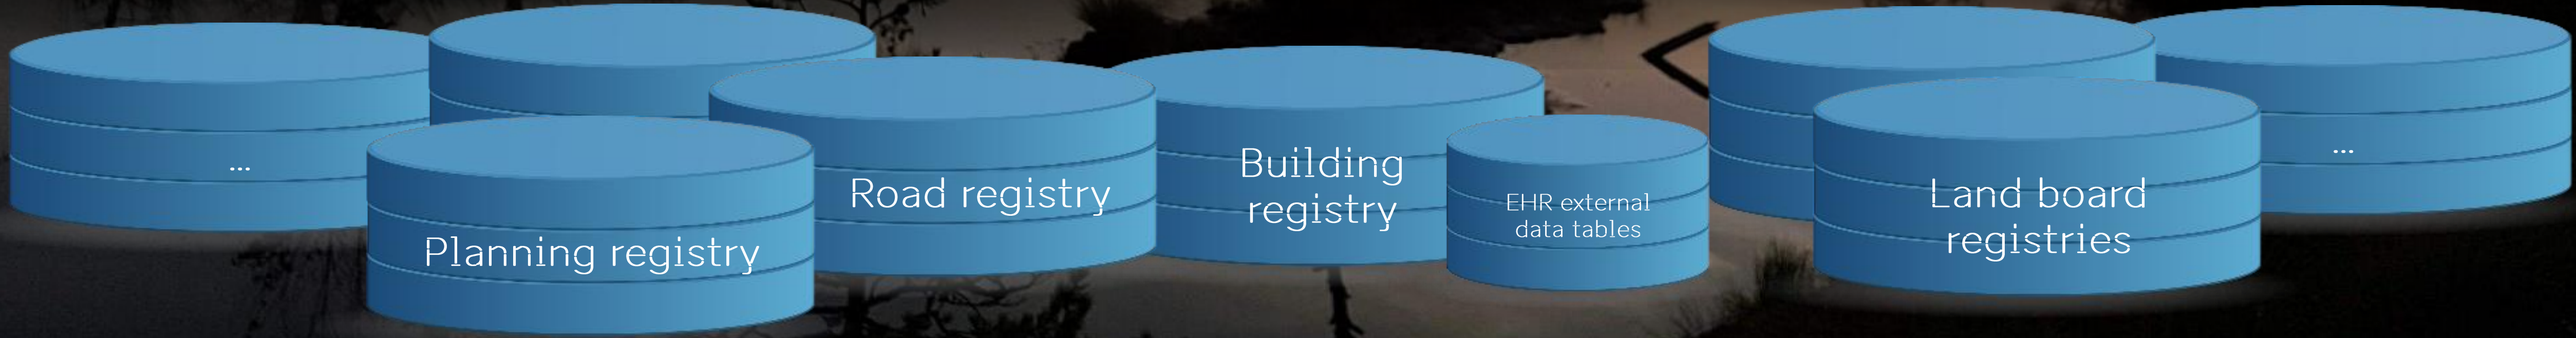 ...
Planning registry
Road registry
Building
registry
EHR external
data tables
Land board
registries
...